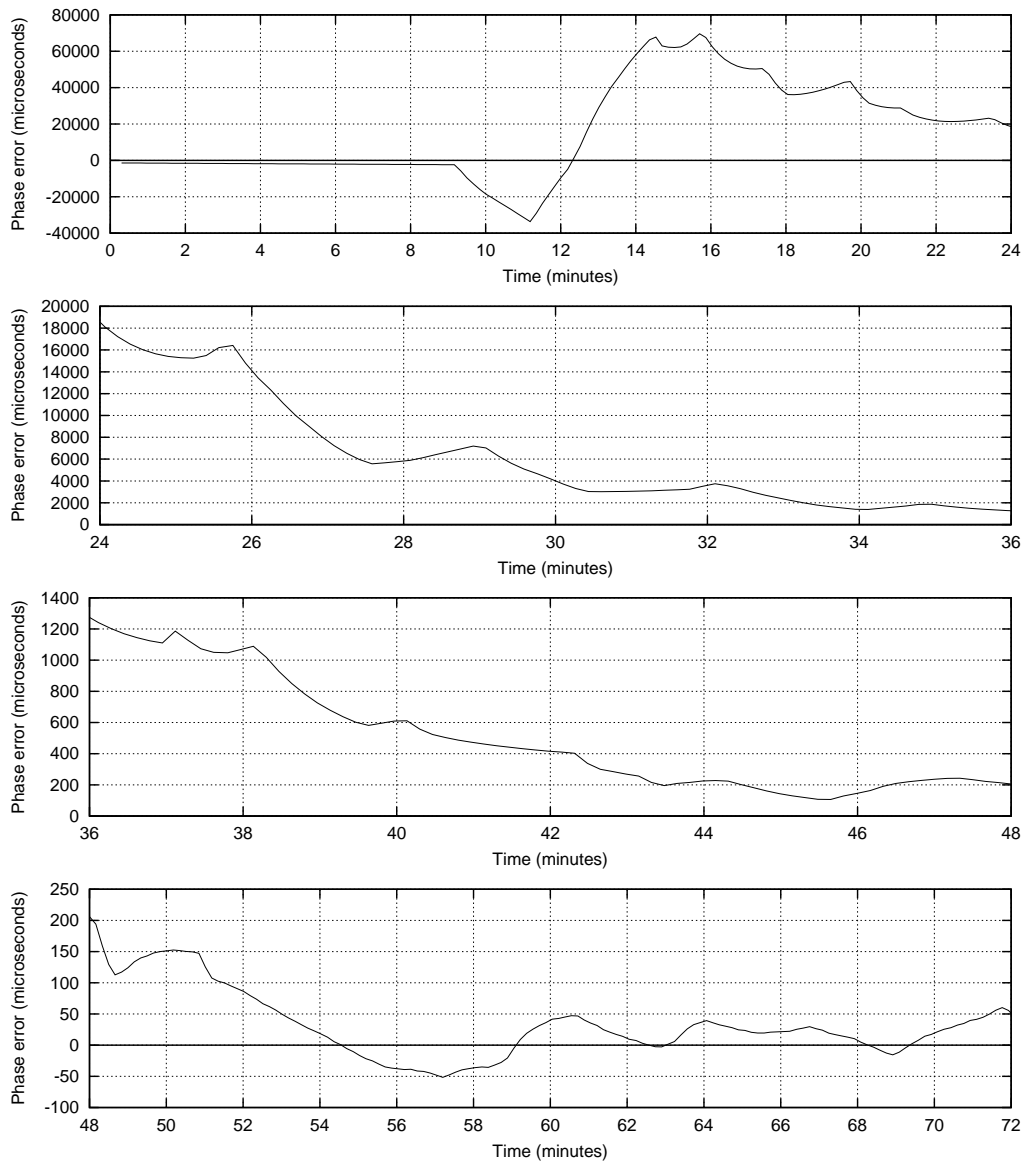 Phase error (microseconds)
80000
60000
40000
20000
0
-20000
-40000
0 2 4 6 8 10 12 14 16 18 20 22 24
Time (minutes)
Phase error (microseconds)
20000
18000
16000
14000
12000
10000
8000
6000
4000
2000
0
24 26 28 30 32 34 36
Time (minutes)
Phase error (microseconds)
1400
1200
1000
800
600
400
200
0
36 38 40 42 44 46 48
Time (minutes)
Phase error (microseconds)
250
200
150
100
50
0
-50
-100
48 50 52 54 56 58 60 62 64 66 68 70 72
Time (minutes)